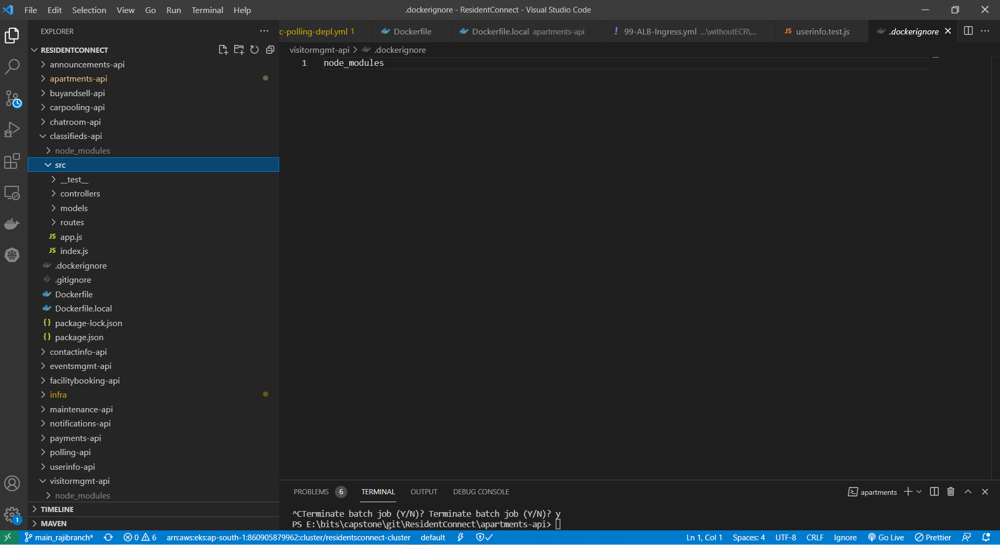 File Edit Selection View Go Run Terminal Help
.dockerignore - ResidentConnect - Visual Studio Code
EXPLORER
c-polling-depl.yml 1
Dockerfile
Dockerfile.local apartments-api
! 99-ALB-Ingress.yml ...\withoutECR\...
JS userinfo.test.js
.dockerignore
RESIDENTCONNECT
visitormgmt-api > .dockerignore
1 node_modules
announcements-api
apartments-api
buyandsell-api
carpooling-api
chatroom-api
classifieds-api
node_modules
src
__test__
controllers
models
routes
JS app.js
JS index.js
.dockerignore
.gitignore
Dockerfile
Dockerfile.local
{} package-lock.json
{} package.json
contactinfo-api
eventsmgmt-api
facilitybooking-api
infra
maintenance-api
notifications-api
payments-api
polling-api
userinfo-api
visitormgmt-api
node_modules
TIMELINE
MAVEN
1
PROBLEMS 6 TERMINAL OUTPUT DEBUG CONSOLE
apartments
^CTerminate batch job (Y/N)? Terminate batch job (Y/N)? y
PS E:\bits\capstone\git\ResidentConnect\apartments-api>
main_rajibranch* 0 6 arn:aws:eks:ap-south-1:860905879962:cluster/residentsconnect-cluster default
Ln 1, Col 1 Spaces: 4 UTF-8 CRLF Ignore Go Live Prettier